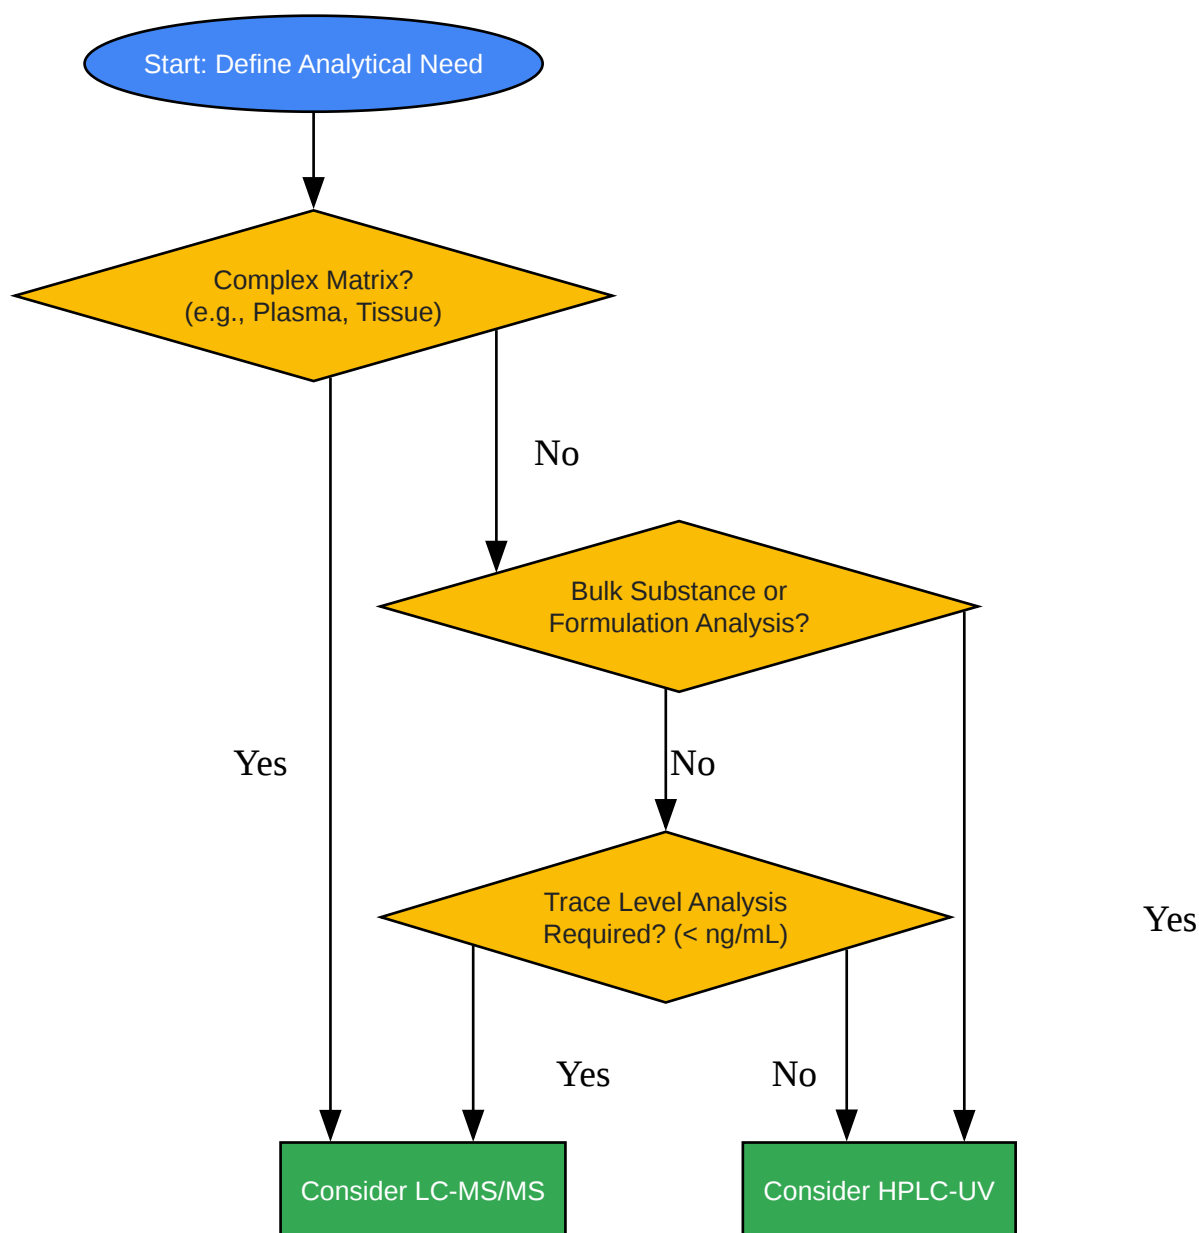 Start: Define Analytical Need
Complex Matrix?
(e.g., Plasma, Tissue)
No
Bulk Substance or
Formulation Analysis?
Yes
No
Trace Level Analysis
Required? (< ng/mL)
Yes
Yes
No
Consider LC-MS/MS
Consider HPLC-UV